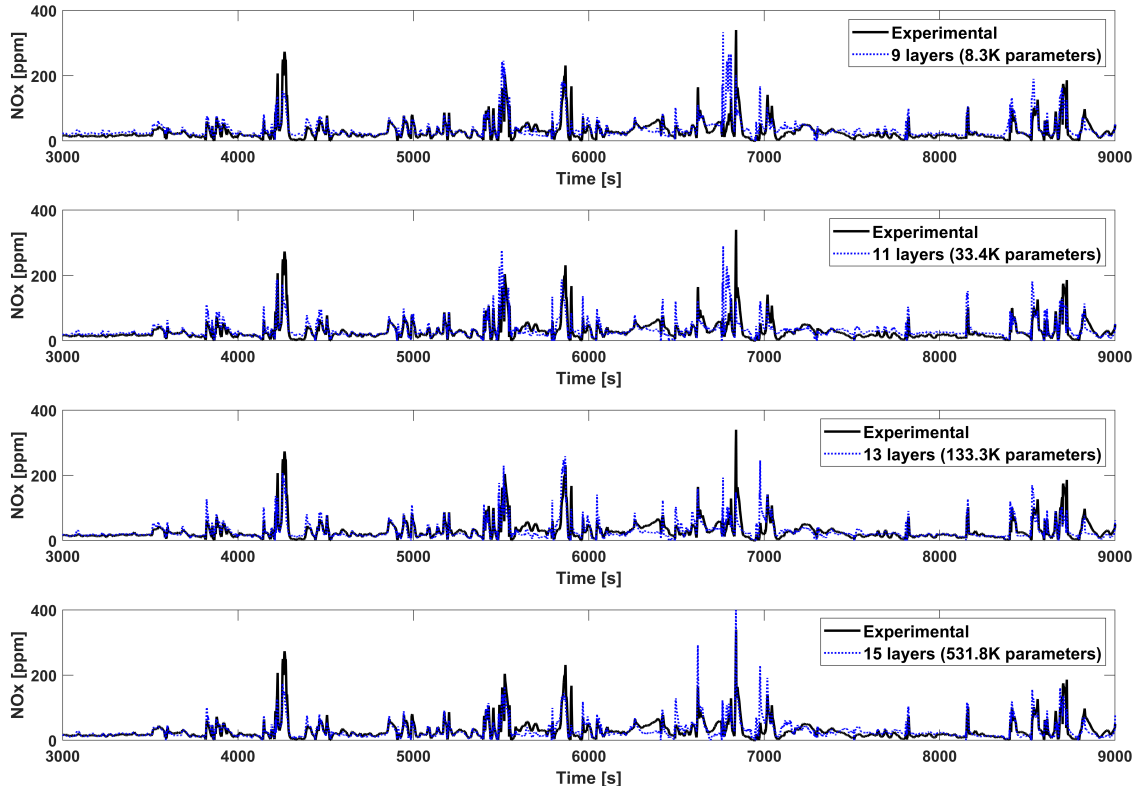 NOx [ppm]
400
200
0
Experimental
9 layers (8.3K parameters)
3000 4000 5000 6000 7000 8000 9000
Time [s]
NOx [ppm]
400
200
0
Experimental
11 layers (33.4K parameters)
3000 4000 5000 6000 7000 8000 9000
Time [s]
NOx [ppm]
400
200
0
Experimental
13 layers (133.3K parameters)
3000 4000 5000 6000 7000 8000 9000
Time [s]
NOx [ppm]
400
200
0
Experimental
15 layers (531.8K parameters)
3000 4000 5000 6000 7000 8000 9000
Time [s]